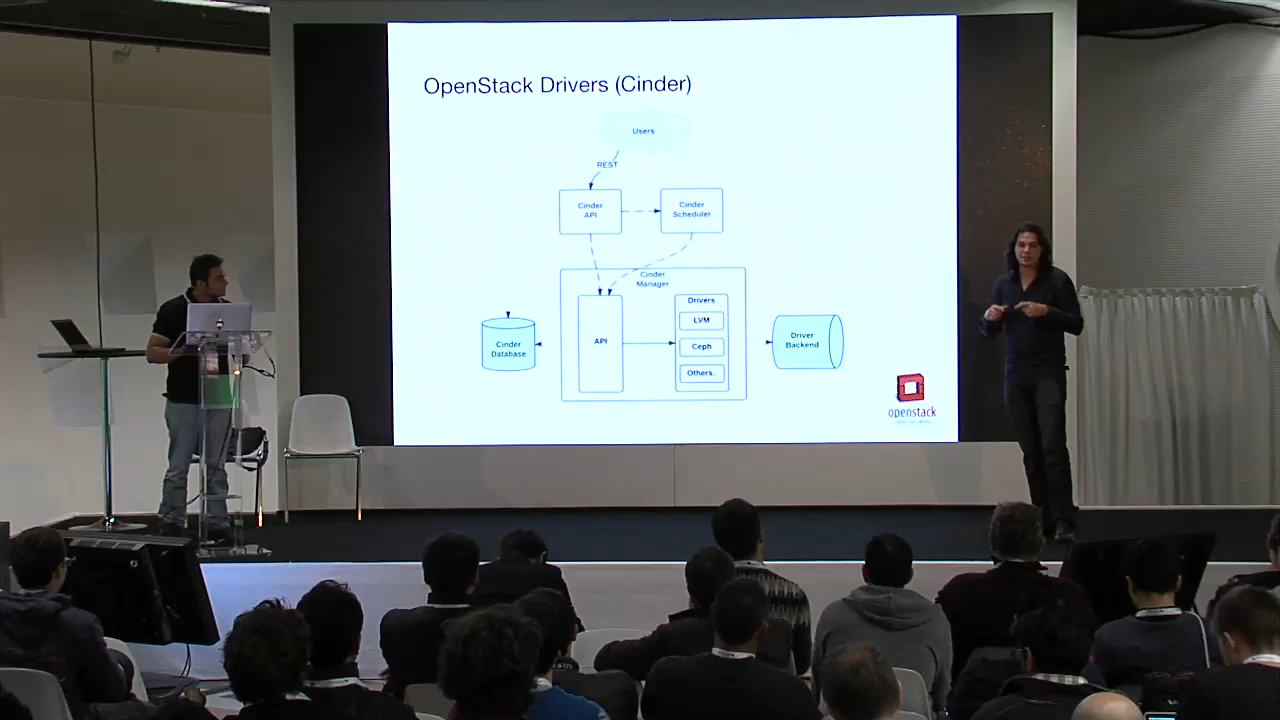 OpenStack Drivers (Cinder)
Users
REST
Cinder
API
Cinder
Scheduler
Cinder
Manager
API
Drivers
LVM
Ceph
Others..
Cinder
Database
Driver
Backend
openstack